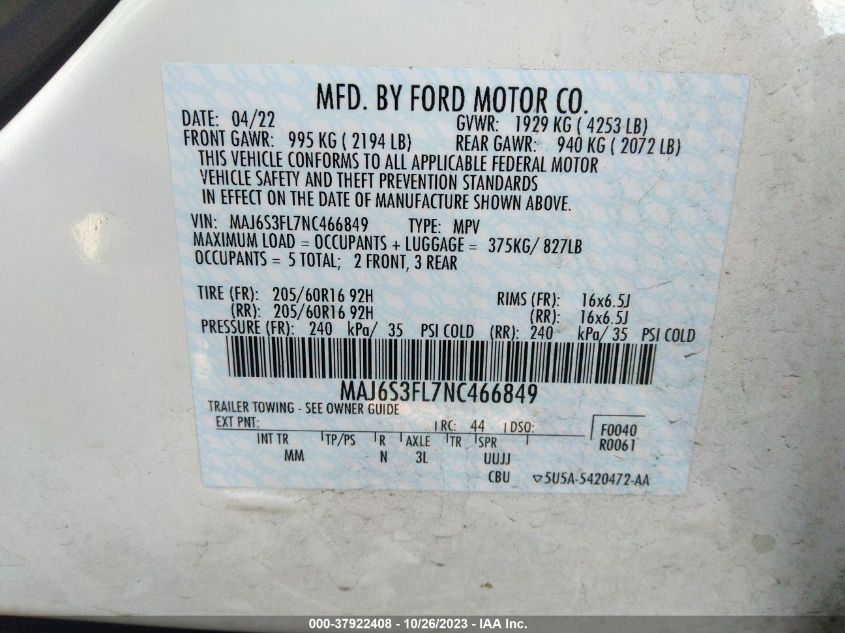 MFD. BY FORD MOTOR CO.
DATE: 04/22 GVWR: 1929 KG ( 4253 LB)
FRONT GAWR: 995 KG ( 2194 LB) REAR GAWR: 940 KG ( 2072 LB)
THIS VEHICLE CONFORMS TO ALL APPLICABLE FEDERAL MOTOR
VEHICLE SAFETY AND THEFT PREVENTION STANDARDS
IN EFFECT ON THE DATE OF MANUFACTURE SHOWN ABOVE.
VIN: MAJ6S3FL7NC466849 TYPE: MPV
MAXIMUM LOAD = OCCUPANTS + LUGGAGE = 375KG/ 827LB
OCCUPANTS = 5 TOTAL; 2 FRONT, 3 REAR
TIRE (FR): 205/60R16 92H RIMS (FR): 16x6.5J
(RR): 205/60R16 92H (RR): 16x6.5J
PRESSURE (FR): 240 kPa/ 35 PSI COLD (RR): 240 kPa/ 35 PSI COLD
MAJ6S3FL7NC466849
TRAILER TOWING - SEE OWNER GUIDE
EXT PNT: RC: 44 DSO: F0040
INT TR TP/PS R AXLE TR SPR R0061
MM N 3L UUJJ
CBU 5U5A-5420472-AA
000-37922408 - 10/26/2023 - IAA Inc.